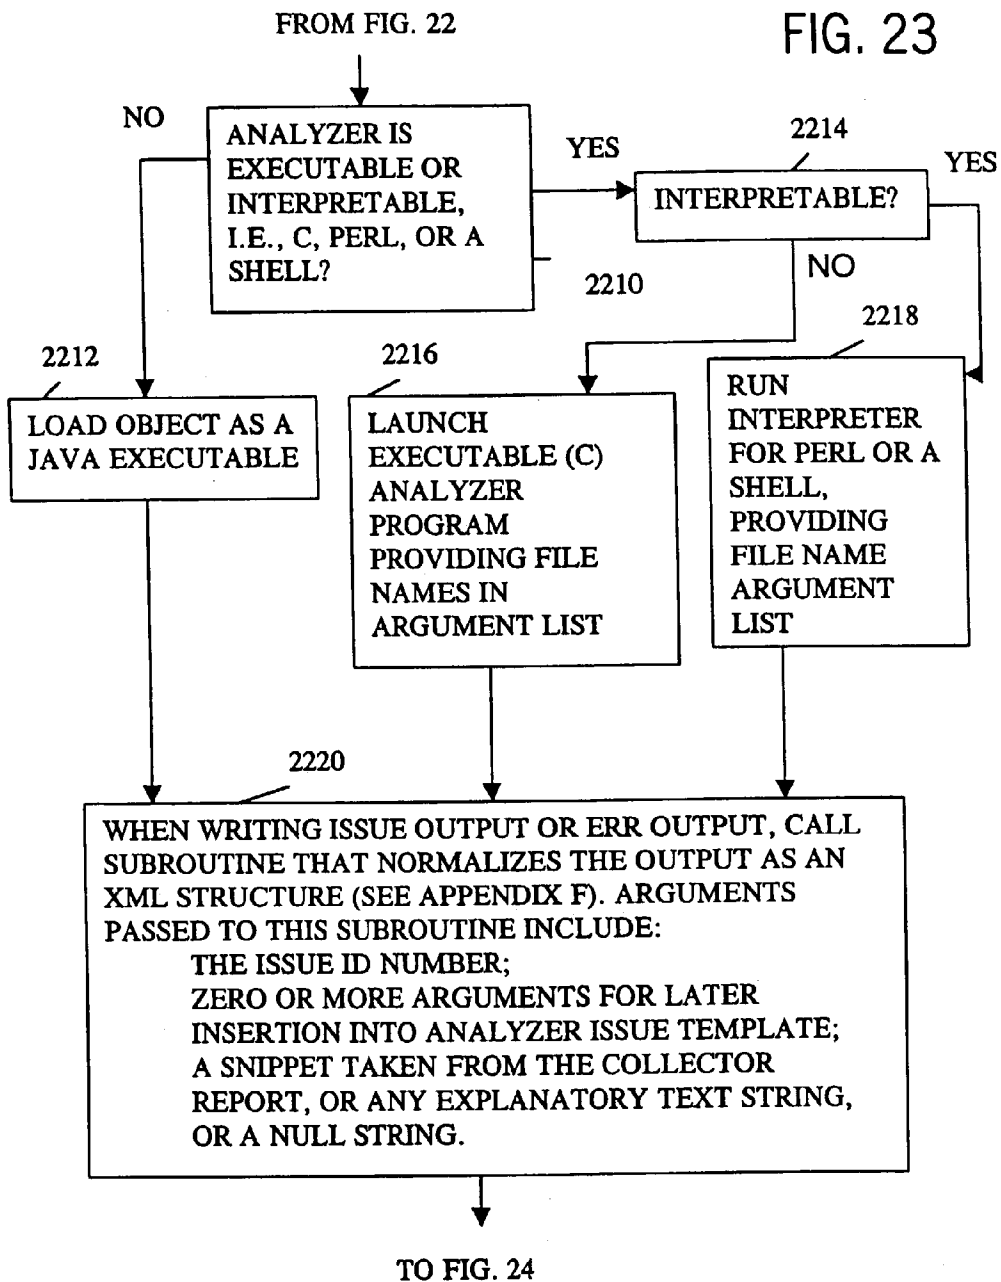 FROM FIG. 22
FIG. 23
NO
ANALYZER IS
EXECUTABLE OR
INTERPRETABLE,
I.E., C, PERL, OR A
SHELL?
YES
2214
INTERPRETABLE?
YES
2210
NO
2212
LOAD OBJECT AS A
JAVA EXECUTABLE
2216
LAUNCH
EXECUTABLE (C)
ANALYZER
PROGRAM
PROVIDING FILE
NAMES IN
ARGUMENT LIST
2218
RUN
INTERPRETER
FOR PERL OR A
SHELL,
PROVIDING
FILE NAME
ARGUMENT
LIST
2220
WHEN WRITING ISSUE OUTPUT OR ERR OUTPUT, CALL
SUBROUTINE THAT NORMALIZES THE OUTPUT AS AN
XML STRUCTURE (SEE APPENDIX F). ARGUMENTS
PASSED TO THIS SUBROUTINE INCLUDE:
THE ISSUE ID NUMBER;
ZERO OR MORE ARGUMENTS FOR LATER
INSERTION INTO ANALYZER ISSUE TEMPLATE;
A SNIPPET TAKEN FROM THE COLLECTOR
REPORT, OR ANY EXPLANATORY TEXT STRING,
OR A NULL STRING.
TO FIG. 24